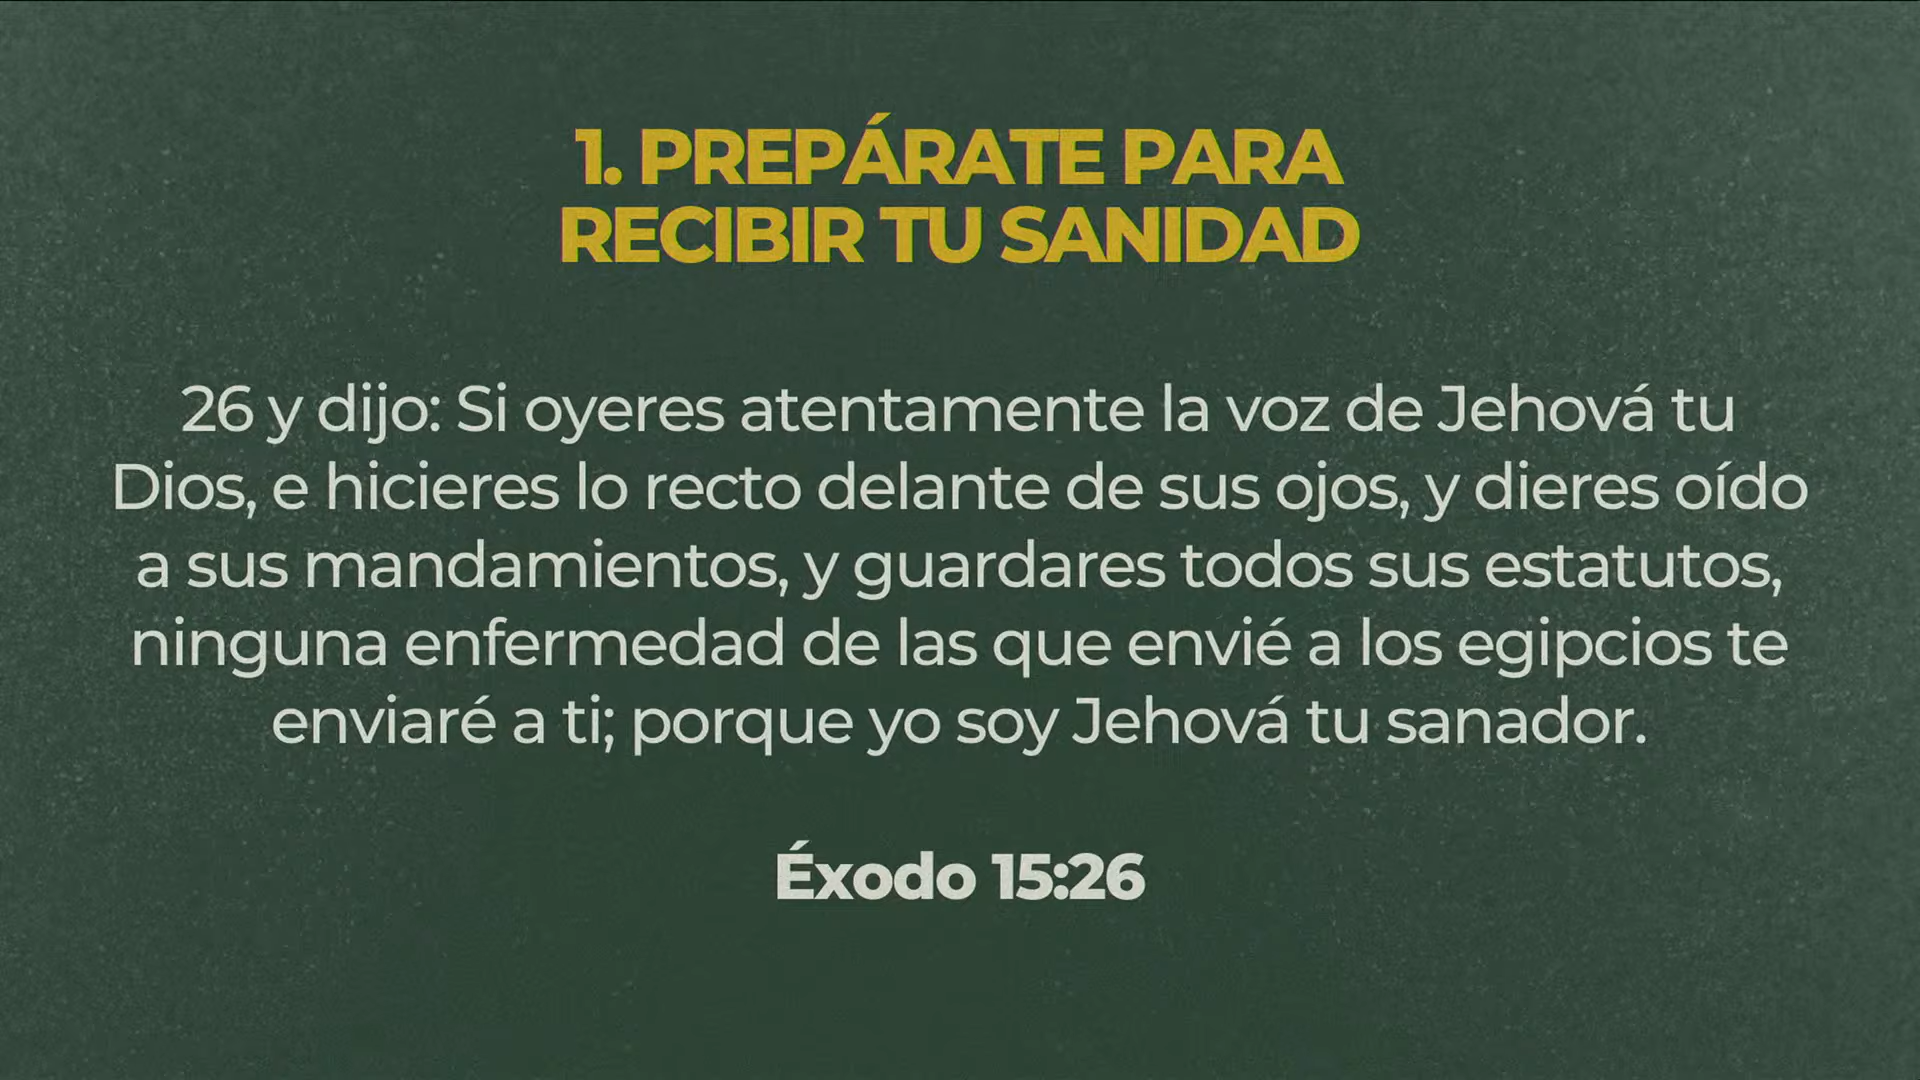 1. PREPÁRATE PARA
RECIBIR TU SANIDAD
26 y dijo: Si oyeres atentamente la voz de Jehová tu
Dios, e hicieres lo recto delante de sus ojos, y dieres oído
a sus mandamientos, y guardares todos sus estatutos,
ninguna enfermedad de las que envié a los egipcios te
enviaré a ti; porque yo soy Jehová tu sanador.
Éxodo 15:26